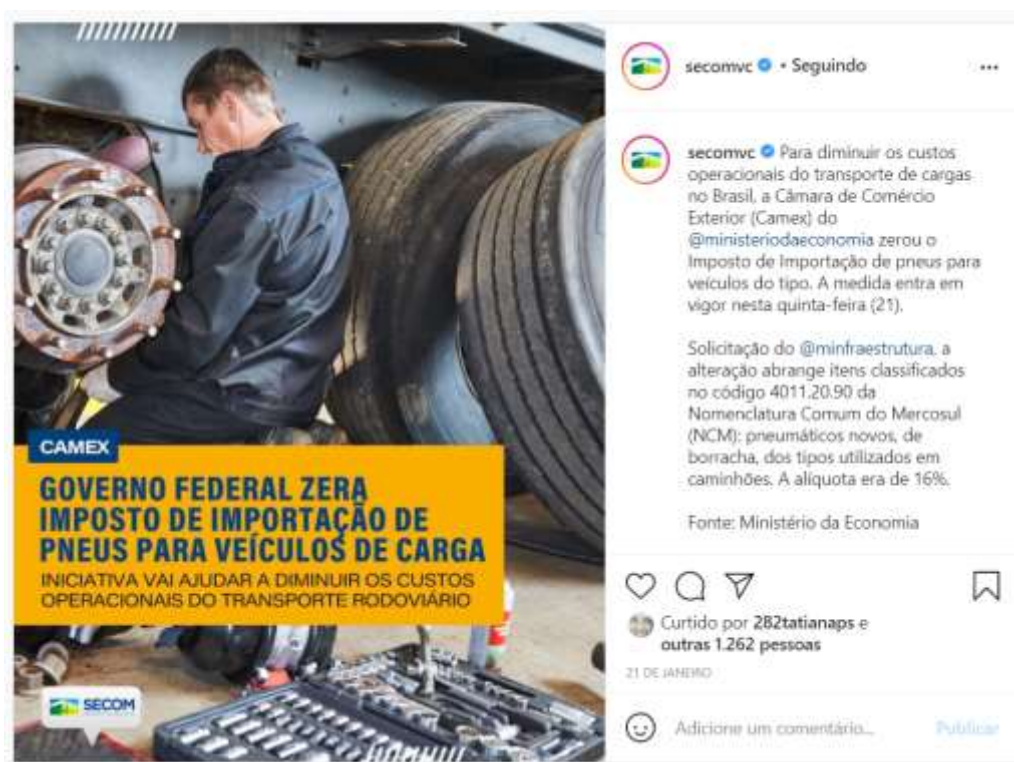 CAMEX
GOVERNO FEDERAL ZERA
IMPOSTO DE IMPORTAÇÃO DE
PNEUS PARA VEÍCULOS DE CARGA
INICIATIVA VAI AJUDAR A DIMINUIR OS CUSTOS
OPERACIONAIS DO TRANSPORTE RODOVIÁRIO
SECOM
secomvc • Seguindo
secomvc Para diminuir os custos
operacionais do transporte de cargas
no Brasil, a Câmara de Comércio
Exterior (Camex) do
@ministeriodaeconomia zerou o
Imposto de Importação de pneus para
veículos do tipo. A medida entra em
vigor nesta quinta-feira (21).
Solicitação do @minfraestrutura, a
alteração abrange itens classificados
no código 4011.20.90 da
Nomenclatura Comum do Mercosul
(NCM): pneumáticos novos, de
borracha, dos tipos utilizados em
caminhões. A alíquota era de 16%.
Fonte: Ministério da Economia
Curtido por 282tatianaps e
outras 1.262 pessoas
21 DE JANEIRO
Adicione um comentário... Publicar